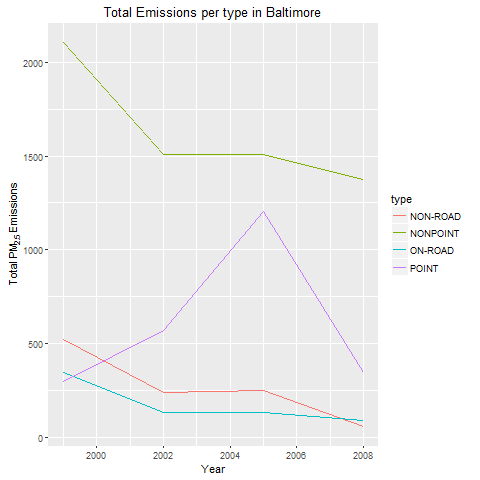 Total Emissions per type in Baltimore
2000
1500
1000
500
0
2000 2002 2004 2006 2008
Year
Total PM2.5 Emissions
type
NON-ROAD
NONPOINT
ON-ROAD
POINT